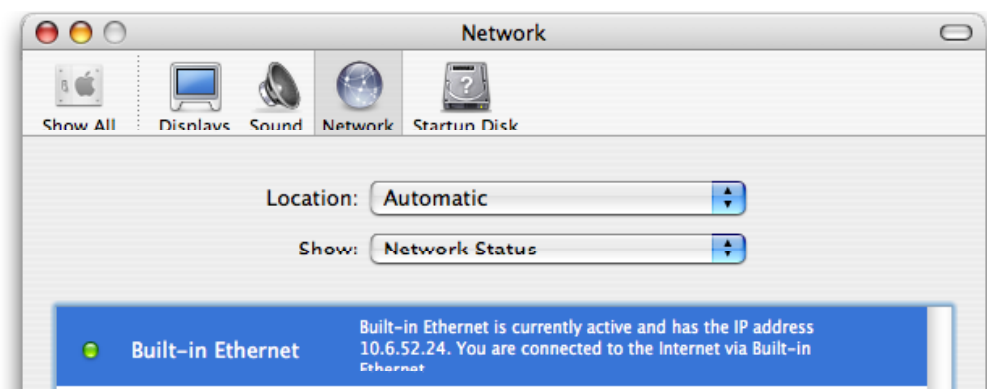 Network
Show All Displays Sound Network Startup Disk
Location: Automatic
Show: Network Status
Built-in Ethernet
Built-in Ethernet is currently active and has the IP address
10.6.52.24. You are connected to the Internet via Built-in
Ethernet